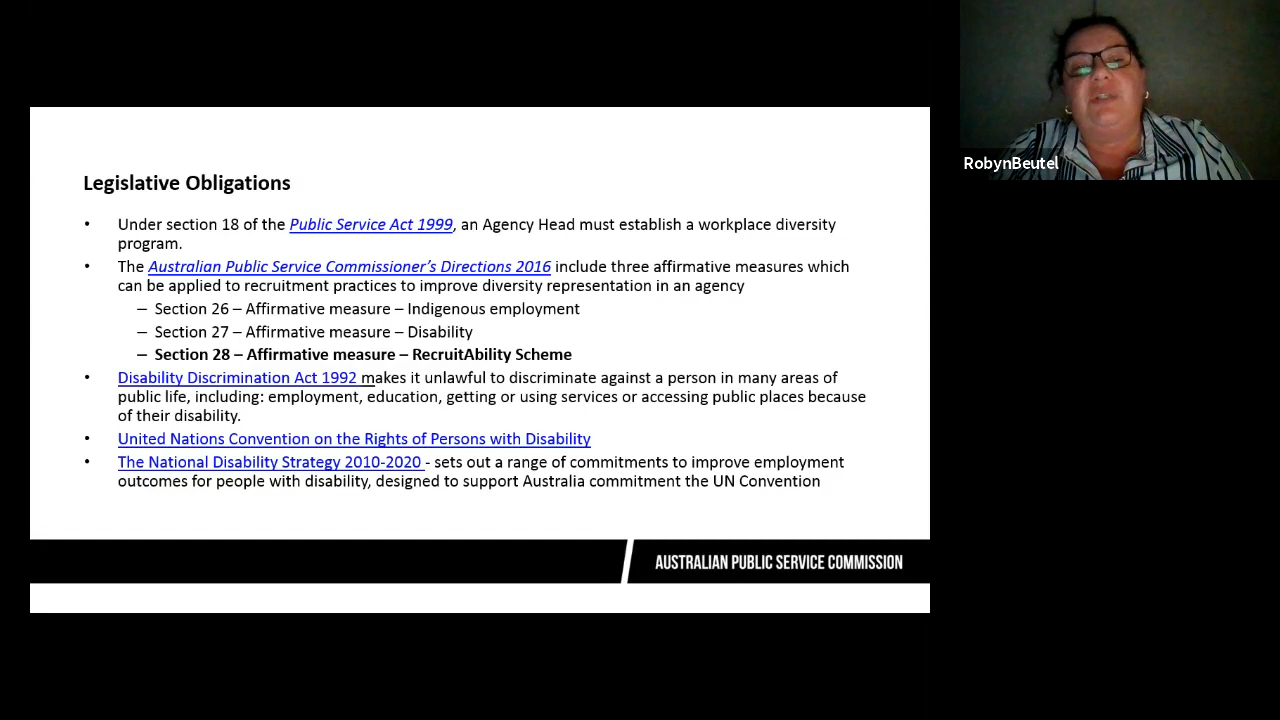 Legislative Obligations
• Under section 18 of the Public Service Act 1999, an Agency Head must establish a workplace diversity
program.
• The Australian Public Service Commissioner's Directions 2016 include three affirmative measures which
can be applied to recruitment practices to improve diversity representation in an agency
– Section 26 – Affirmative measure – Indigenous employment
– Section 27 – Affirmative measure – Disability
– Section 28 – Affirmative measure – RecruitAbility Scheme
• Disability Discrimination Act 1992 makes it unlawful to discriminate against a person in many areas of
public life, including: employment, education, getting or using services or accessing public places because
of their disability.
• United Nations Convention on the Rights of Persons with Disability
• The National Disability Strategy 2010-2020 - sets out a range of commitments to improve employment
outcomes for people with disability, designed to support Australia commitment the UN Convention
AUSTRALIAN PUBLIC SERVICE COMMISSION
RobynBeutel